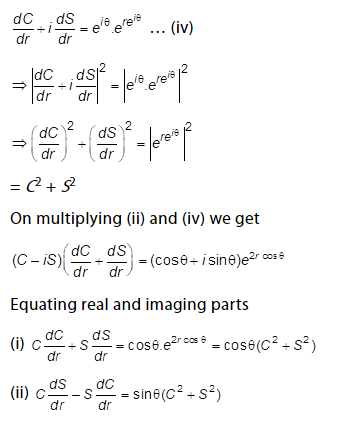 dC/dr + i dS/dr = e^{iθ}.e^{re^{iθ}} ... (iv)
⇒ |dC/dr + i dS/dr|² = |e^{iθ}.e^{re^{iθ}}|²
⇒ (dC/dr)² + (dS/dr)² = |e^{re^{iθ}}|²
= C² + S²
On multiplying (ii) and (iv) we get
(C – iS)(dC/dr + dS/dr) = (cosθ + i sinθ)e^{2r cos θ}
Equating real and imaging parts
(i) C dC/dr + S dS/dr = cosθ.e^{2r cos θ} = cosθ(C² + S²)
(ii) C dS/dr – S dC/dr = sinθ(C² + S²)